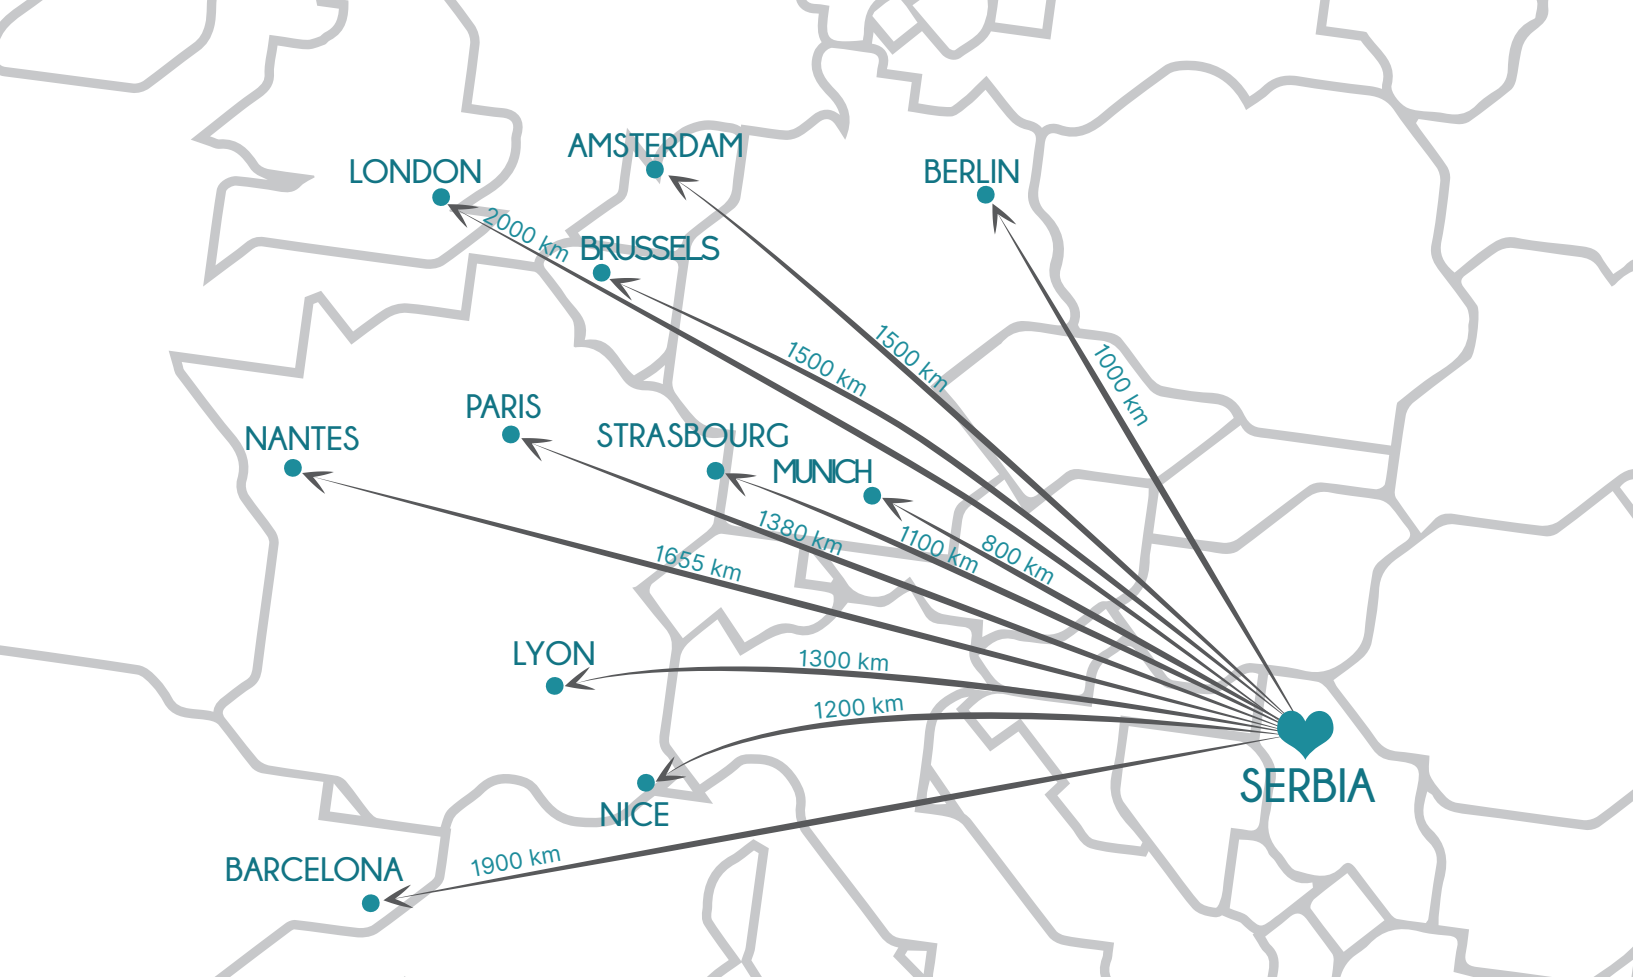 AMSTERDAM
LONDON
BERLIN
2000 km
BRUSSELS
1500 km
1500 km
1000 km
PARIS
NANTES
STRASBOURG
MUNICH
1380 km
1100 km
800 km
1655 km
LYON
1300 km
1200 km
NICE
SERBIA
BARCELONA
1900 km